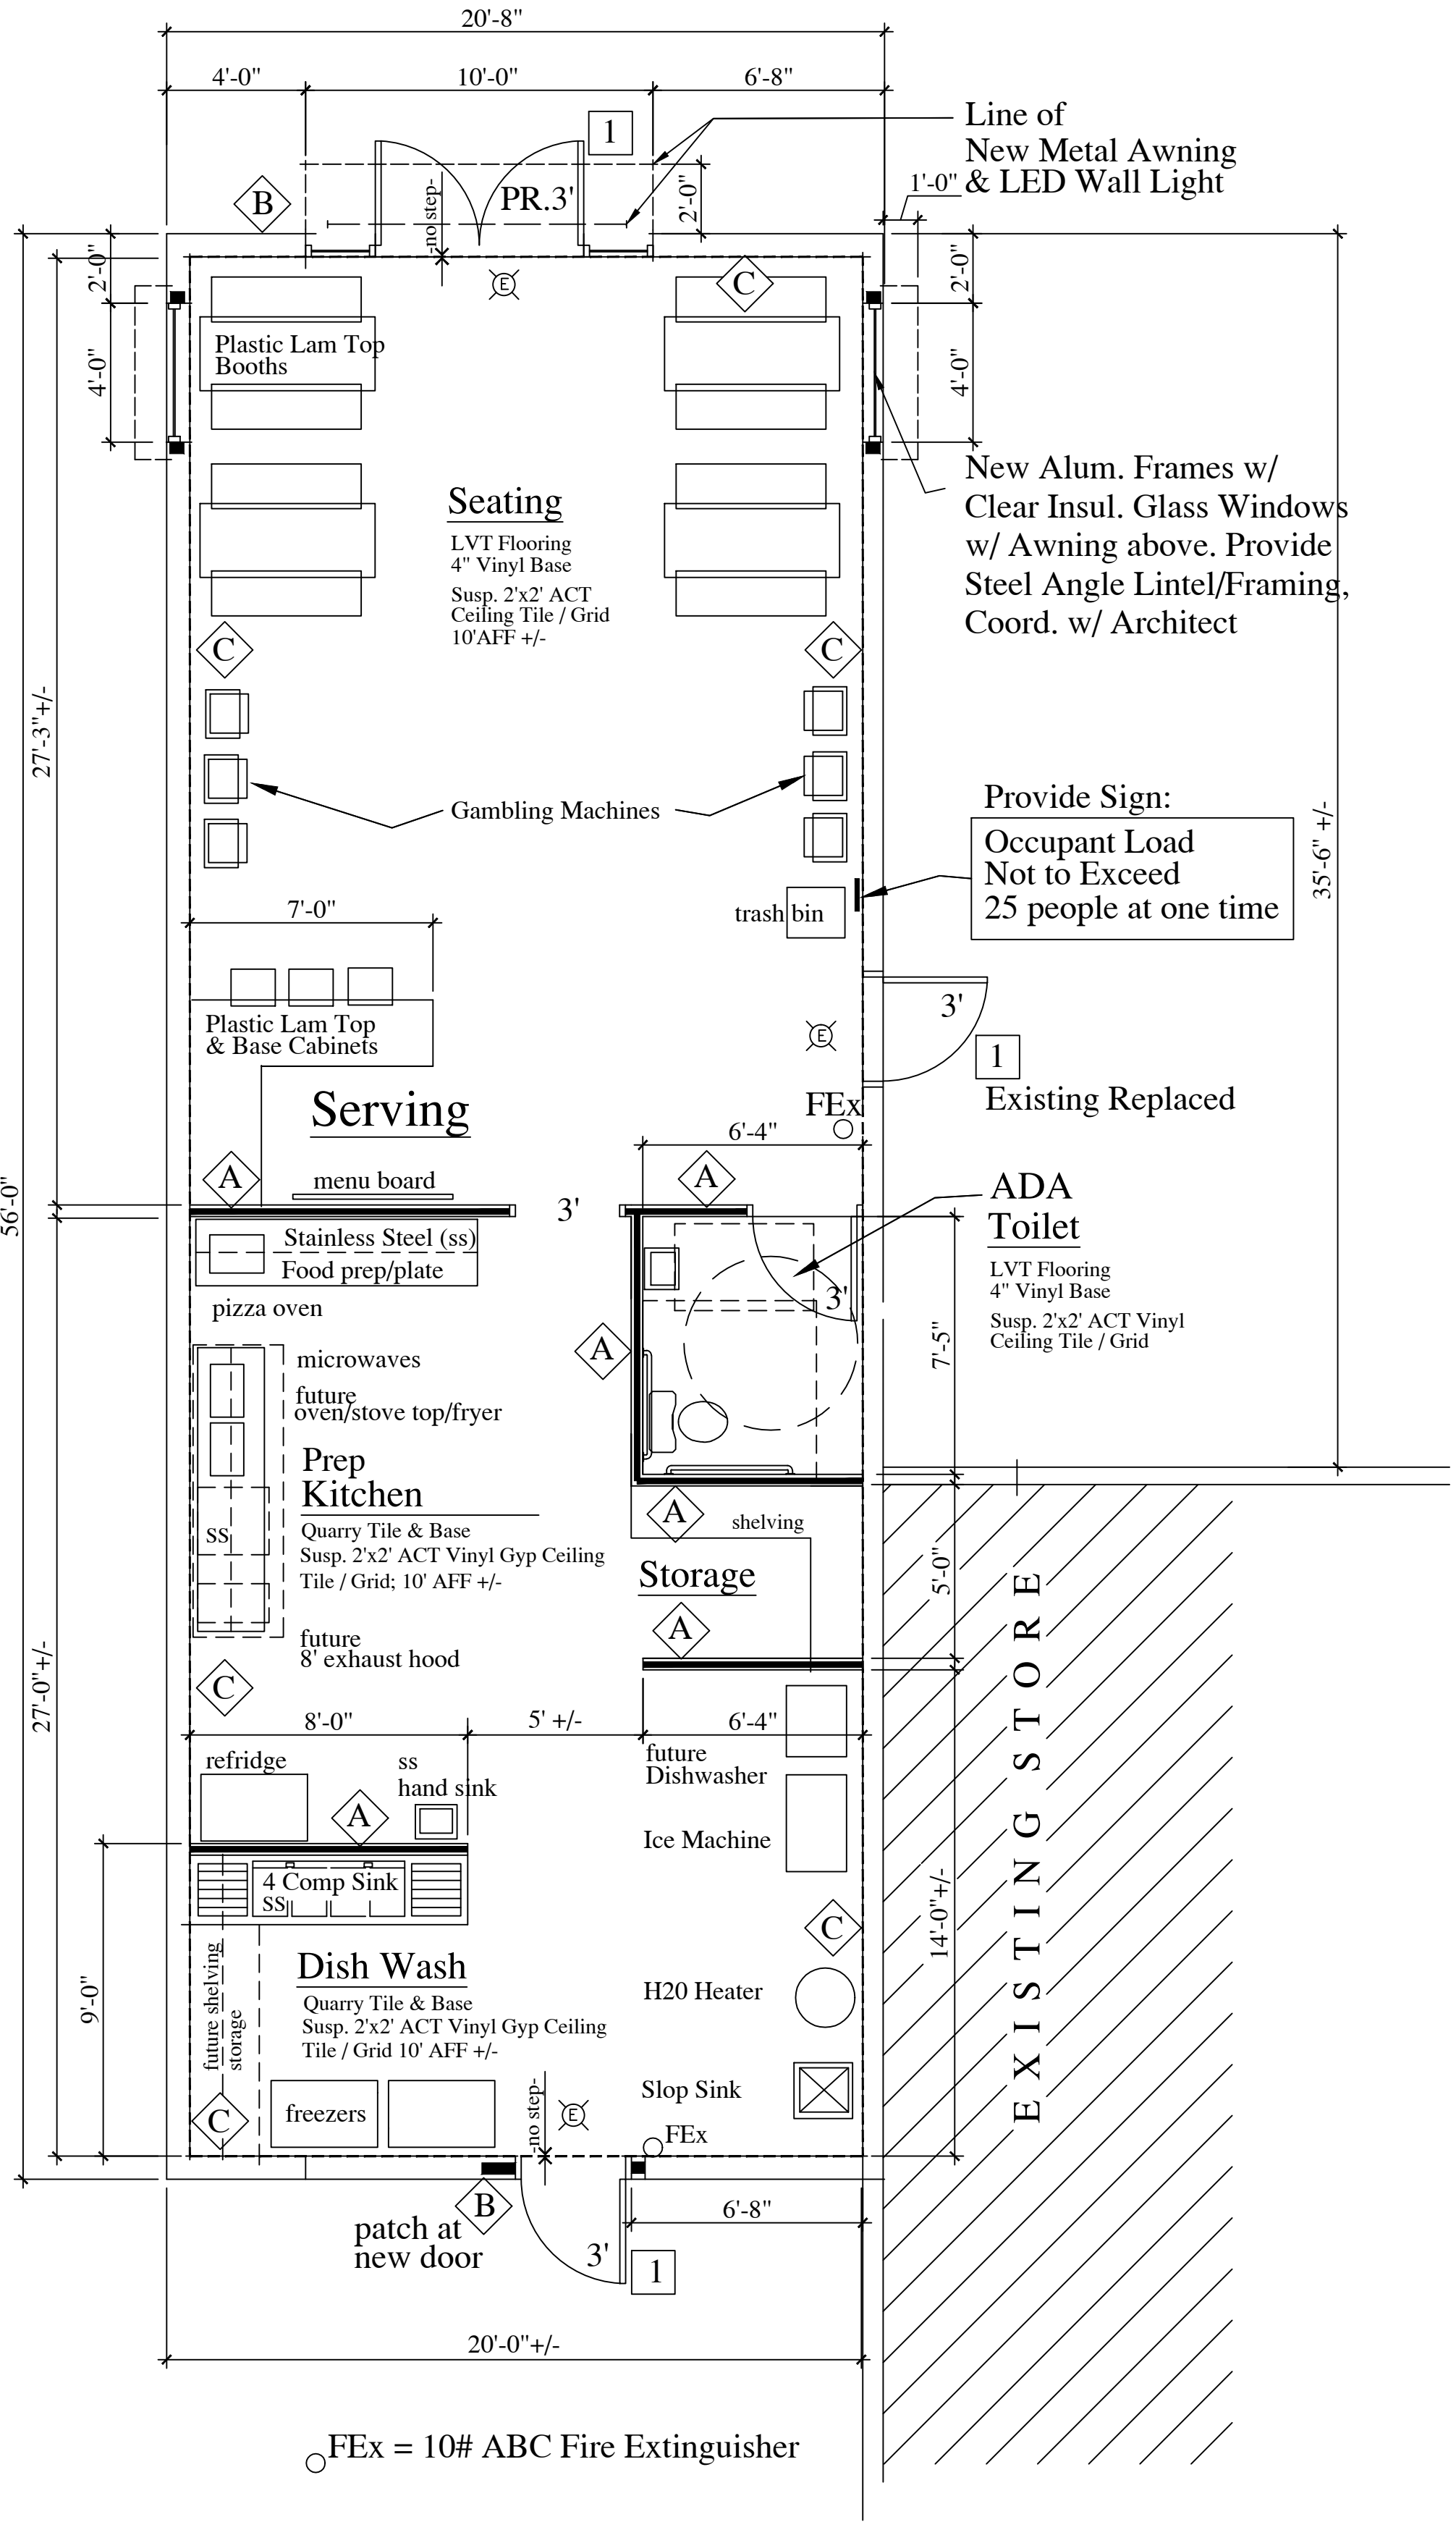 20'-8"
4'-0"
10'-0"
6'-8"
1
Line of
New Metal Awning
& LED Wall Light
1'-0"
B
-no step-
PR.3'
2'-0"
2'-0"
2'-0"
E
C
4'-0"
4'-0"
Plastic Lam Top
Booths
New Alum. Frames w/
Clear Insul. Glass Windows
w/ Awning above. Provide
Steel Angle Lintel/Framing,
Coord. w/ Architect
Seating
LVT Flooring
4" Vinyl Base
Susp. 2'x2' ACT
Ceiling Tile / Grid
10'AFF +/-
C
C
27'-3"+/-
Gambling Machines
Provide Sign:
Occupant Load
Not to Exceed
25 people at one time
35'-6" +/-
trash bin
7'-0"
3'
1
Existing Replaced
E
Plastic Lam Top
& Base Cabinets
Serving
FEx
6'-4"
A
A
menu board
56'-0"
3'
ADA
Toilet
LVT Flooring
4" Vinyl Base
Susp. 2'x2' ACT Vinyl
Ceiling Tile / Grid
Stainless Steel (ss)
Food prep/plate
pizza oven
3'
7'-5"
A
microwaves
future
oven/stove top/fryer
Prep
Kitchen
Quarry Tile & Base
Susp. 2'x2' ACT Vinyl Gyp Ceiling
Tile / Grid; 10' AFF +/-
ss
A
shelving
Storage
5'-0"
A
future
8' exhaust hood
C
27'-0"+/-
8'-0"
5' +/-
6'-4"
refridge
ss
hand sink
future
Dishwasher
A
Ice Machine
4 Comp Sink
SS
C
14'-0"+/-
EXISTING STORE
9'-0"
future shelving
storage
Dish Wash
Quarry Tile & Base
Susp. 2'x2' ACT Vinyl Gyp Ceiling
Tile / Grid 10' AFF +/-
H20 Heater
Slop Sink
C
freezers
-no step-
E
FEx
B
patch at
new door
3'
1
6'-8"
20'-0"+/-
FEx = 10# ABC Fire Extinguisher